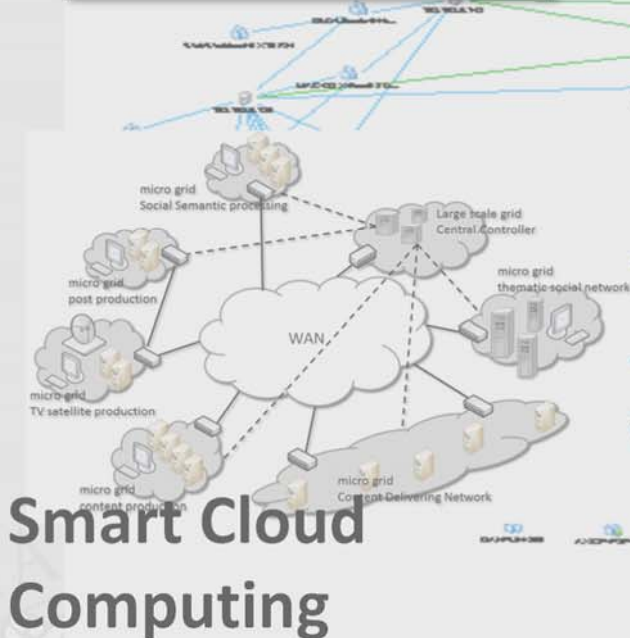 micro grid
Social Semantic processing
Large scale grid
Central Controller
micro grid
post production
micro grid
thematic social network
WAN
micro grid
TV satellite production
micro grid
content production
micro grid
Content Delivering Network
Smart Cloud
Computing